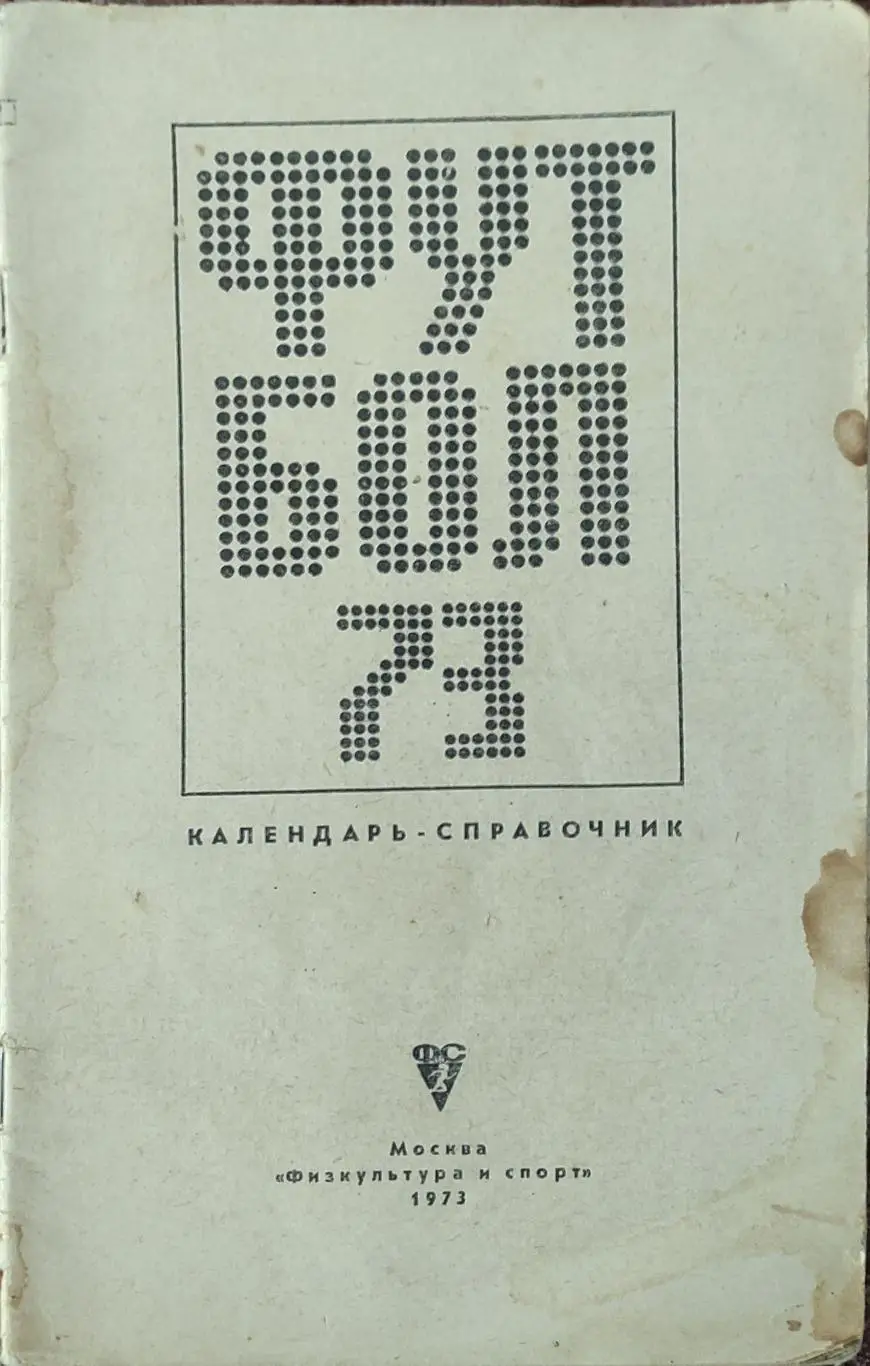 ФУТ
БОЛ
73
КАЛЕНДАРЬ-СПРАВОЧНИК
ФС
Москва
«Физкультура и спорт»
1973